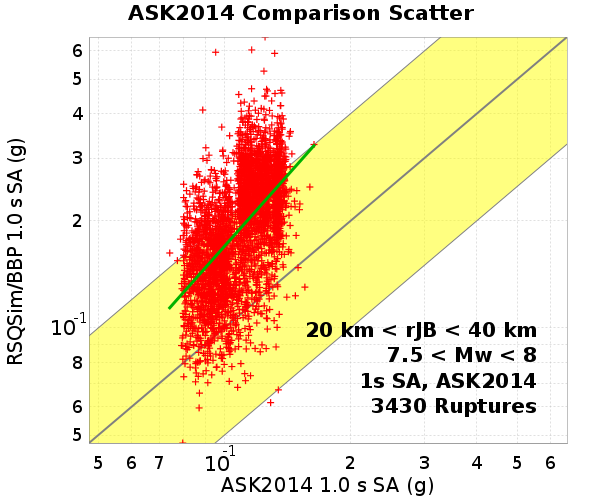 ASK2014 Comparison Scatter
RSQSim/BBP 1.0 s SA (g)
6
5
4
3
2
10^-1
8
6
5
20 km < rJB < 40 km
7.5 < Mw < 8
1s SA, ASK2014
3430 Ruptures
5 6 7 10^-1 2 3 4 5 6
ASK2014 1.0 s SA (g)